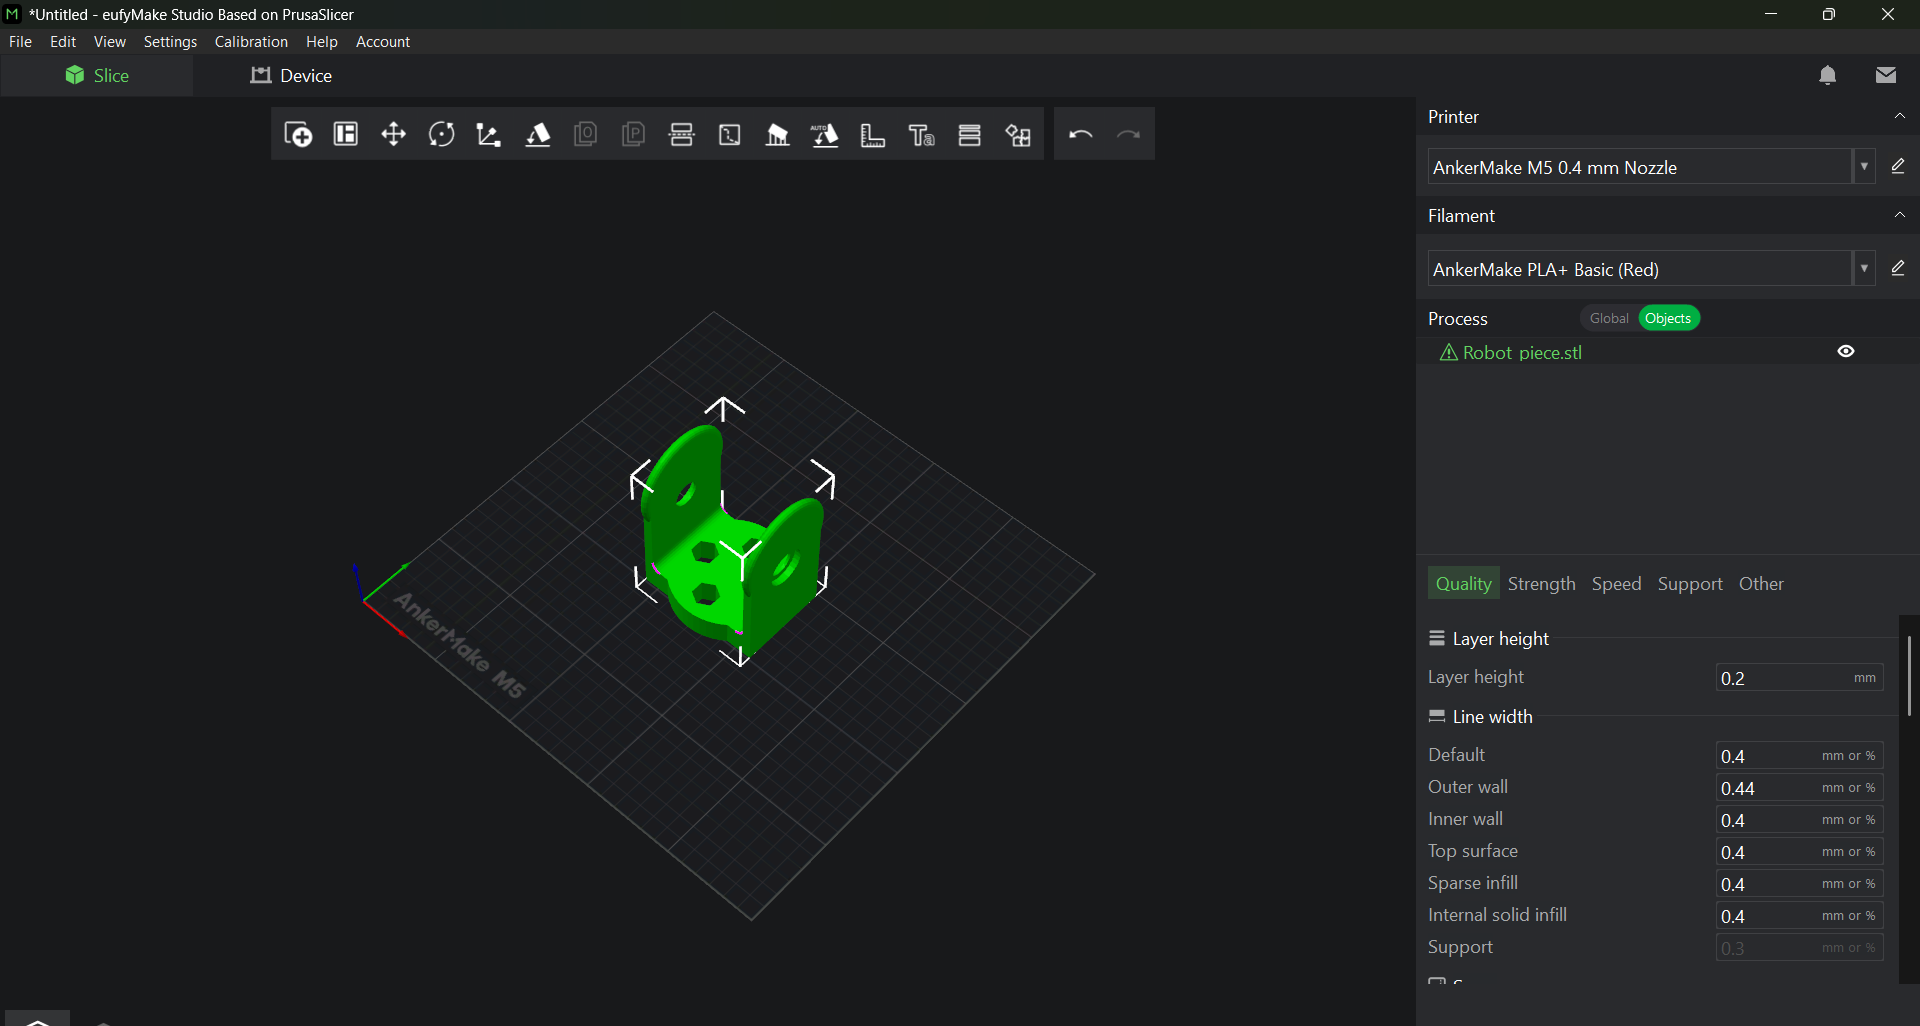 *Untitled - eufyMake Studio Based on PrusaSlicer
File Edit View Settings Calibration Help Account
Slice Device
Printer
AnkerMake M5 0.4 mm Nozzle
Filament
AnkerMake PLA+ Basic (Red)
Process Global Objects
Robot piece.stl
AnkerMake M5
Quality Strength Speed Support Other
Layer height
Layer height 0.2 mm
Line width
Default 0.4 mm or %
Outer wall 0.44 mm or %
Inner wall 0.4 mm or %
Top surface 0.4 mm or %
Sparse infill 0.4 mm or %
Internal solid infill 0.4 mm or %
Support 0.3 mm or %